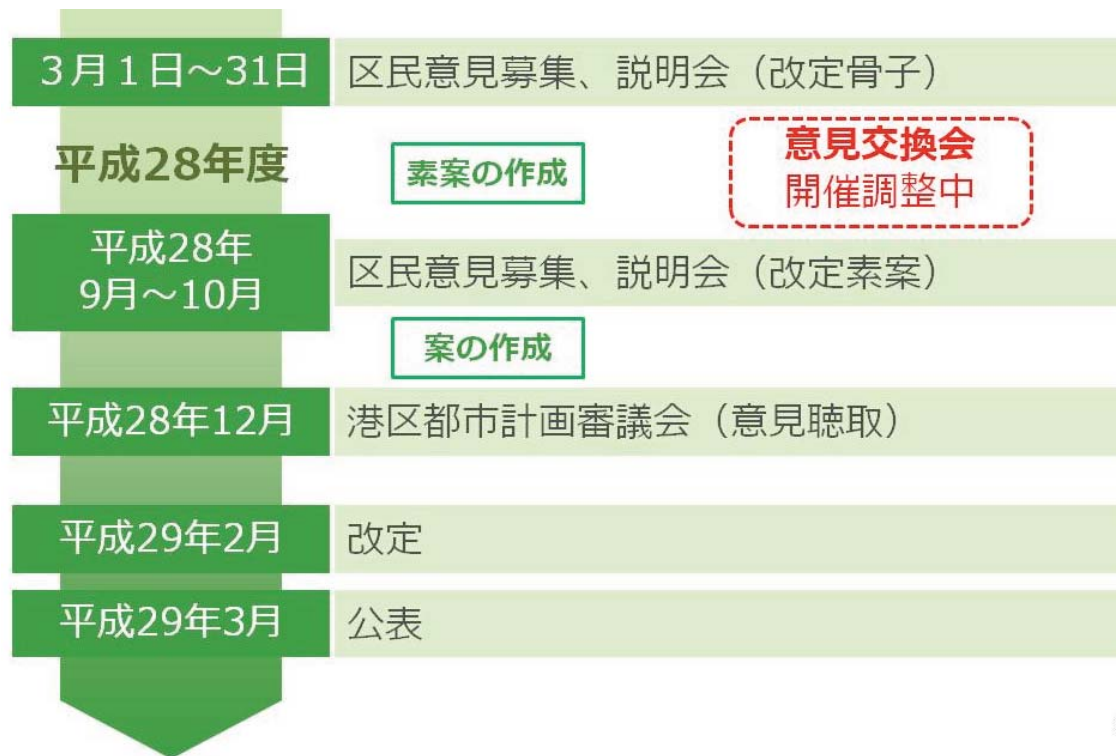 3月1日～31日 区民意見募集、説明会（改定骨子）
平成28年度
素案の作成
意見交換会
開催調整中
平成28年
9月～10月
区民意見募集、説明会（改定素案）
案の作成
平成28年12月 港区都市計画審議会（意見聴取）
平成29年2月 改定
平成29年3月 公表